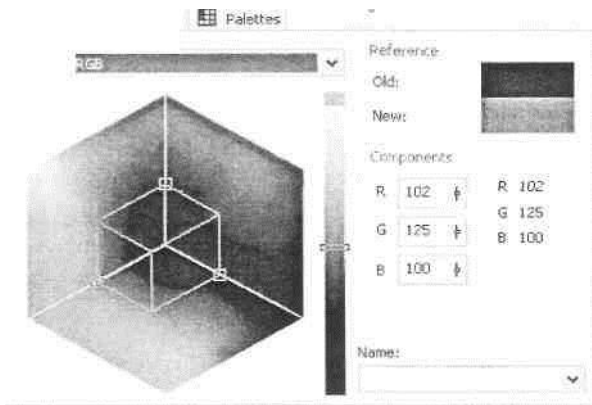 Palettes
RGB
Reference
Old:
New:
Components
R 102 R 102
G 125 G 125
B 100 B 100
Name: